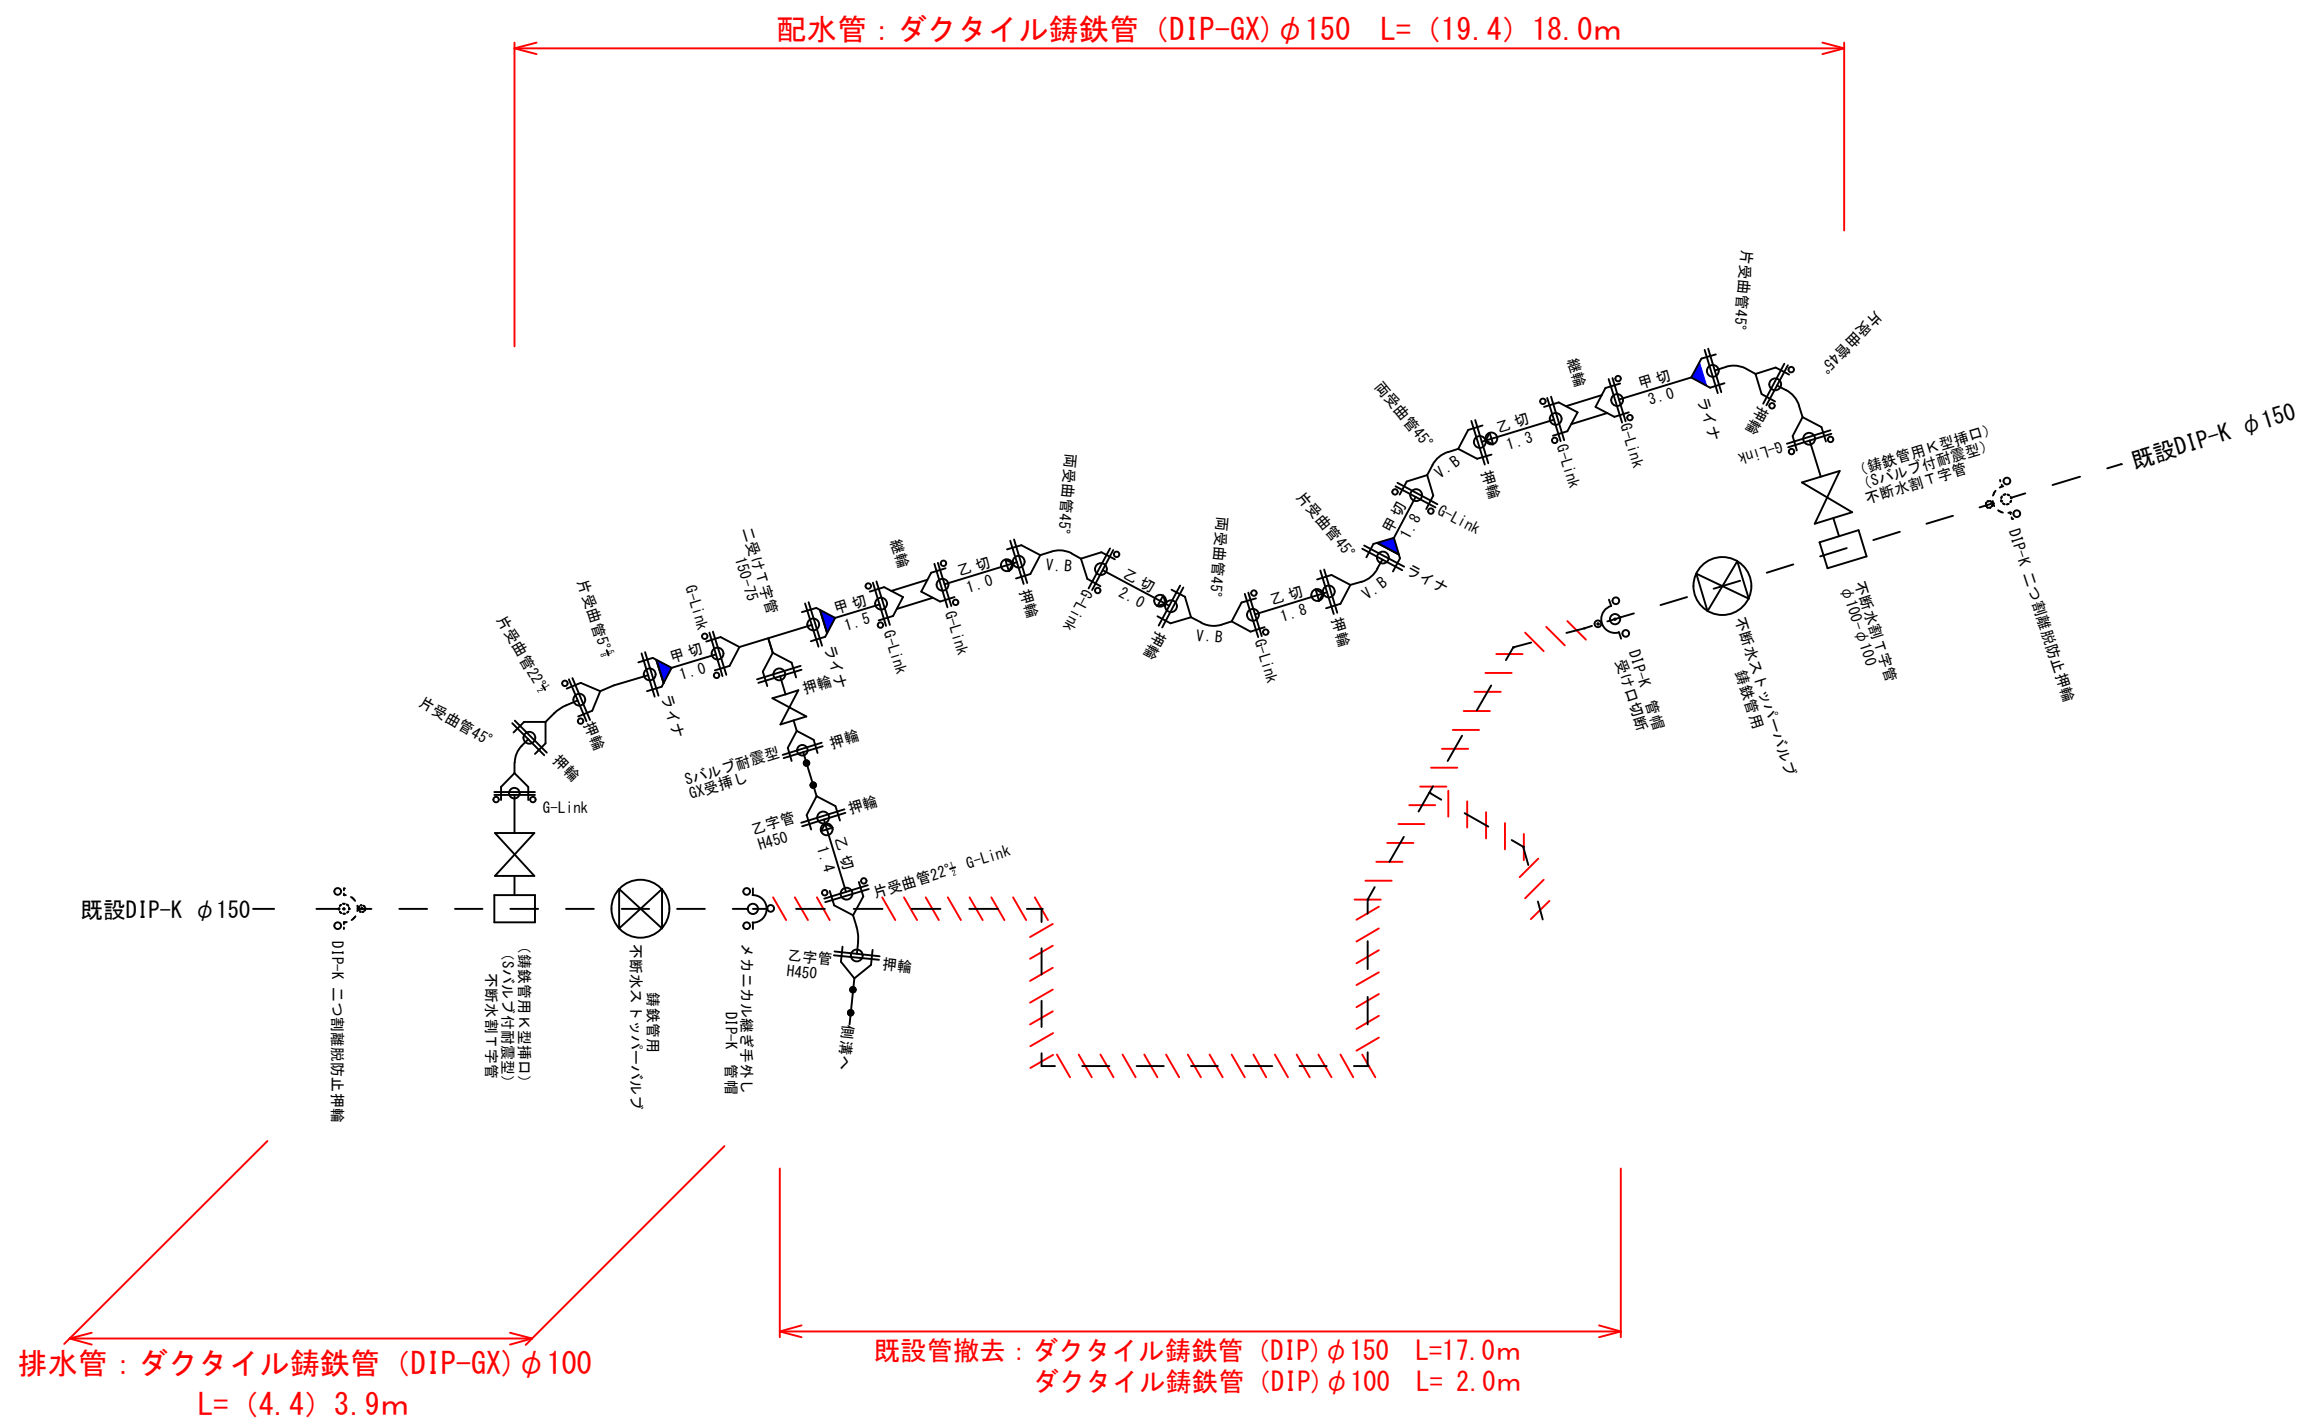 配水管：ダクタイル鋳鉄管 (DIP-GX)φ150 L= (19.4) 18.0m
片受曲管45°
片受曲管45°
継輪
甲切
3.0
G-Link
ライナ
押輪
G-Link
両受曲管45°
乙切
1.3
G-Link
押輪
V.B
既設DIP-K φ150
(鋳鉄管用K型挿口)
(Sバルブ付耐震型)
不断水割T字管
両受曲管45°
片受曲管45°
甲切
1.8
G-Link
ライナ
V.B
両受曲管45°
二受けT字管
150-75
継輪
乙切
1.0
押輪
V.B
G-Link
乙切
2.0
押輪
V.B
乙切
1.8
G-Link
押輪
甲切
1.5
G-Link
G-Link
ライナ
片受曲管5°5/8
片受曲管22°1/2
G-Link
甲切
1.0
ライナ
押輪
片受曲管45°
押輪
G-Link
押輪
Sバルブ耐震型
GX受挿し
押輪
乙字管
H450
押輪
乙切
1.4
片受曲管22°1/2 G-Link
乙字管
H450
押輪
側溝へ
DIP-K 管帽
受け口切断
不断水ストッパーバルブ
鋳鉄管用
不断水割T字管
φ100-φ100
DIP-K 二つ割離脱防止押輪
既設DIP-K φ150
DIP-K 二つ割離脱防止押輪
(鋳鉄管用K型挿口)
(Sバルブ付耐震型)
不断水割T字管
鋳鉄管用
不断水ストッパーバルブ
メカニカル継ぎ手外し
DIP-K 管帽
排水管：ダクタイル鋳鉄管 (DIP-GX)φ100
L= (4.4) 3.9m
既設管撤去：ダクタイル鋳鉄管 (DIP)φ150 L=17.0m
ダクタイル鋳鉄管 (DIP)φ100 L= 2.0m